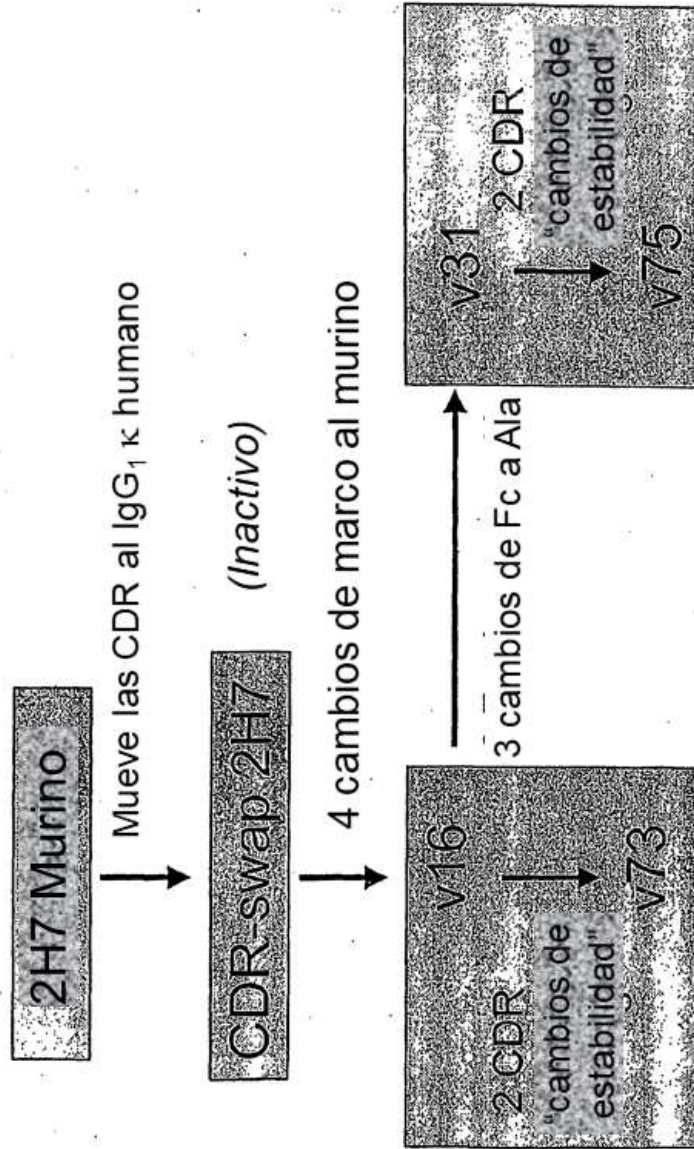 2H7 Murino
Mueve las CDR al IgG₁ κ humano
CDR-swap 2H7
(Inactivo)
4 cambios de marco al murino
v16
2 CDR
"cambios de
estabilidad"
v73
3 cambios de Fc a Ala
v31
2 CDR
"cambios de
estabilidad"
v75